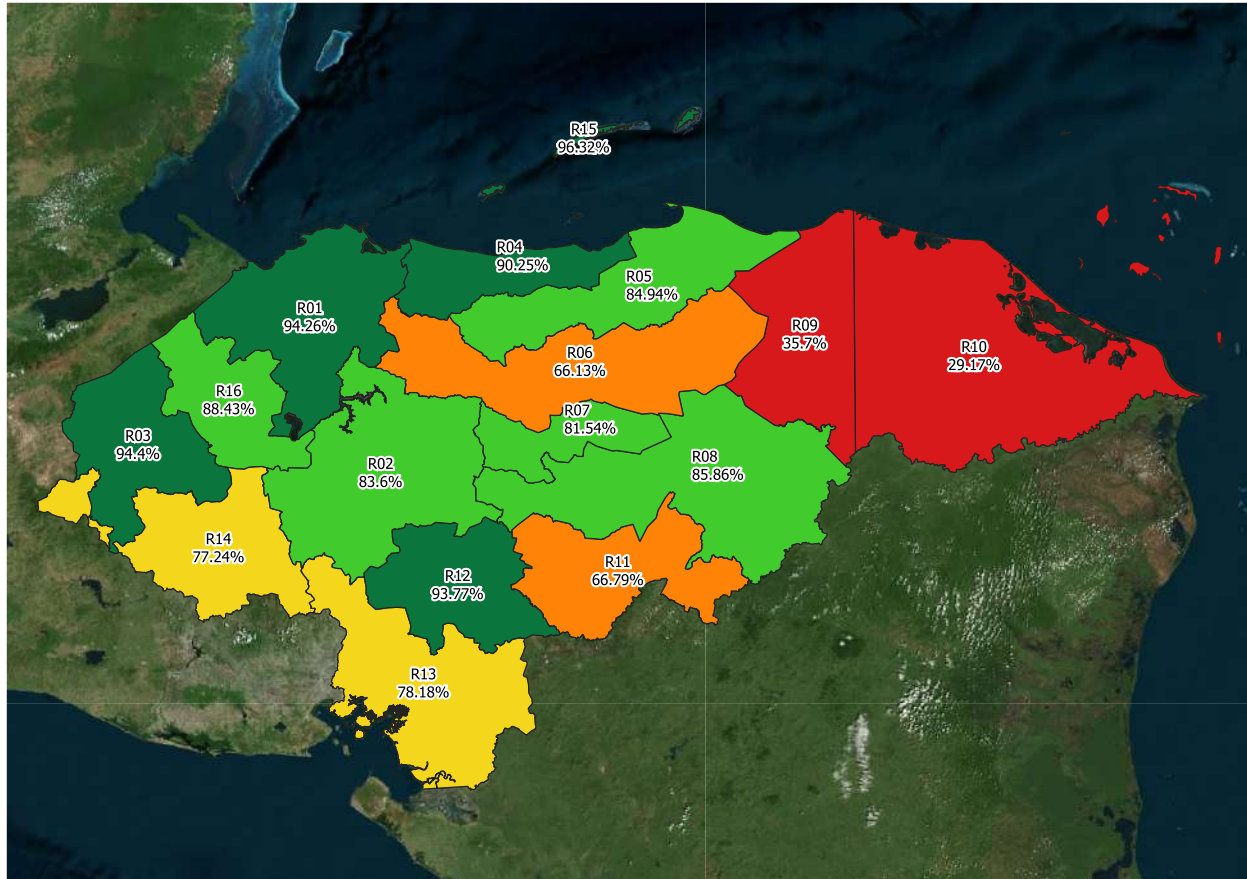 R15
96.32%
R04
90.25%
R05
84.94%
R01
94.26%
R09
35.7%
R10
29.17%
R06
66.13%
R16
88.43%
R07
81.54%
R03
94.4%
R02
83.6%
R08
85.86%
R14
77.24%
R11
66.79%
R12
93.77%
R13
78.18%